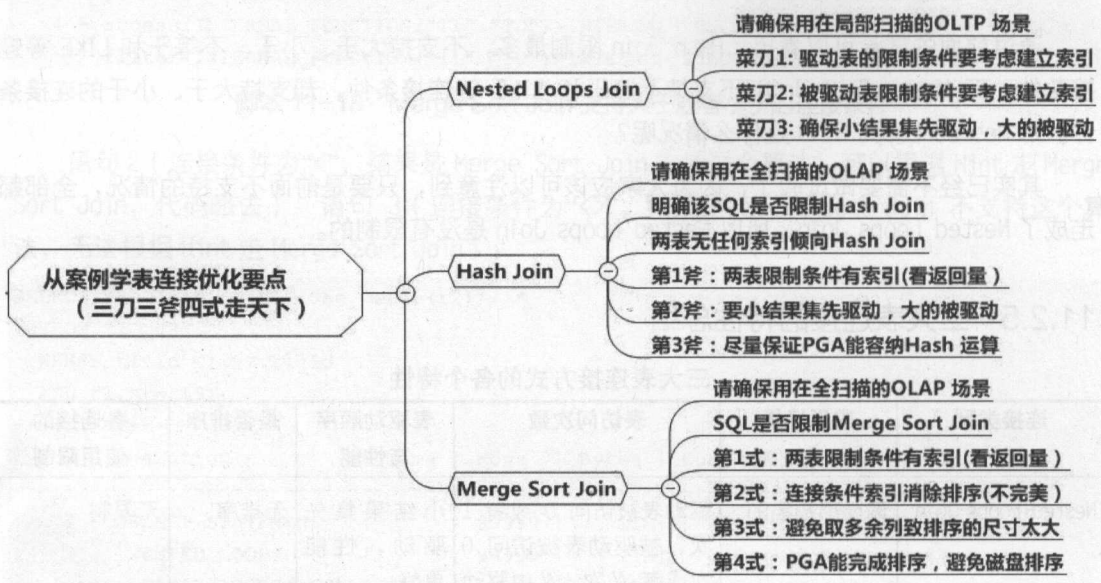 从案例学表连接优化要点
（三刀三斧四式走天下）
Nested Loops Join
请确保用在局部扫描的OLTP 场景
菜刀1: 驱动表的限制条件要考虑建立索引
菜刀2: 被驱动表限制条件要考虑建立索引
菜刀3: 确保小结果集先驱动，大的被驱动
Hash Join
请确保用在全扫描的OLAP 场景
明确该SQL是否限制Hash Join
两表无任何索引倾向Hash Join
第1斧：两表限制条件有索引(看返回量）
第2斧：要小结果集先驱动，大的被驱动
第3斧：尽量保证PGA能容纳Hash 运算
Merge Sort Join
请确保用在全扫描的OLAP 场景
SQL是否限制Merge Sort Join
第1式：两表限制条件有索引(看返回量）
第2式：连接条件索引消除排序(不完美）
第3式：避免取多余列致排序的尺寸太大
第4式：PGA能完成排序，避免磁盘排序